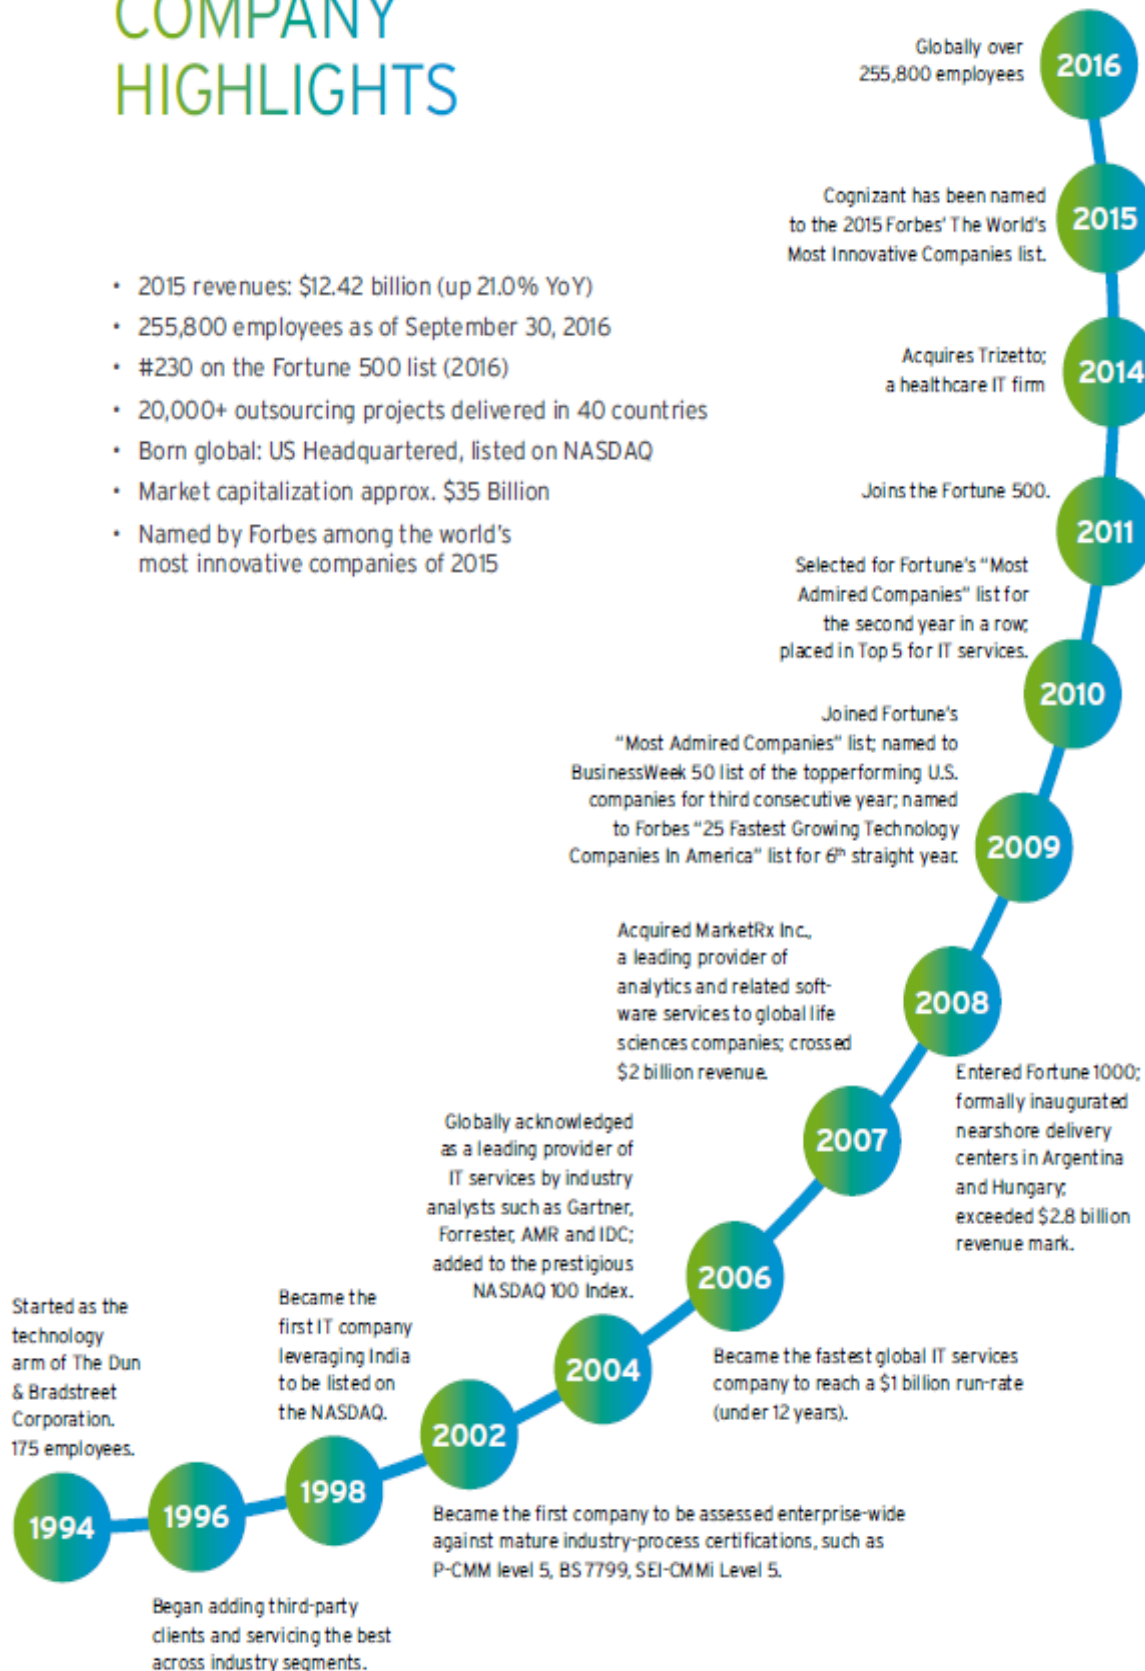 COMPANY
HIGHLIGHTS
• 2015 revenues: $12.42 billion (up 21.0% YoY)
• 255,800 employees as of September 30, 2016
• #230 on the Fortune 500 list (2016)
• 20,000+ outsourcing projects delivered in 40 countries
• Born global: US Headquartered, listed on NASDAQ
• Market capitalization approx. $35 Billion
• Named by Forbes among the world's
most innovative companies of 2015
Globally over
255,800 employees
2016
Cognizant has been named
to the 2015 Forbes' The World's
Most Innovative Companies list.
2015
Acquires Trizetto;
a healthcare IT firm
2014
Joins the Fortune 500.
2011
Selected for Fortune's "Most
Admired Companies" list for
the second year in a row;
placed in Top 5 for IT services.
2010
Joined Fortune's
"Most Admired Companies" list; named to
BusinessWeek 50 list of the topperforming U.S.
companies for third consecutive year; named
to Forbes "25 Fastest Growing Technology
Companies In America" list for 6th straight year.
2009
Acquired MarketRx Inc.,
a leading provider of
analytics and related soft-
ware services to global life
sciences companies; crossed
$2 billion revenue.
2008
Entered Fortune 1000;
formally inaugurated
nearshore delivery
centers in Argentina
and Hungary;
exceeded $2.8 billion
revenue mark.
2007
Globally acknowledged
as a leading provider of
IT services by industry
analysts such as Gartner,
Forrester, AMR and IDC;
added to the prestigious
NASDAQ 100 Index.
2006
Became the fastest global IT services
company to reach a $1 billion run-rate
(under 12 years).
2004
Became the
first IT company
leveraging India
to be listed on
the NASDAQ.
2002
Became the first company to be assessed enterprise-wide
against mature industry-process certifications, such as
P-CMM level 5, BS7799, SEI-CMMi Level 5.
1998
Started as the
technology
arm of The Dun
& Bradstreet
Corporation.
175 employees.
1994
1996
Began adding third-party
clients and servicing the best
across industry segments.